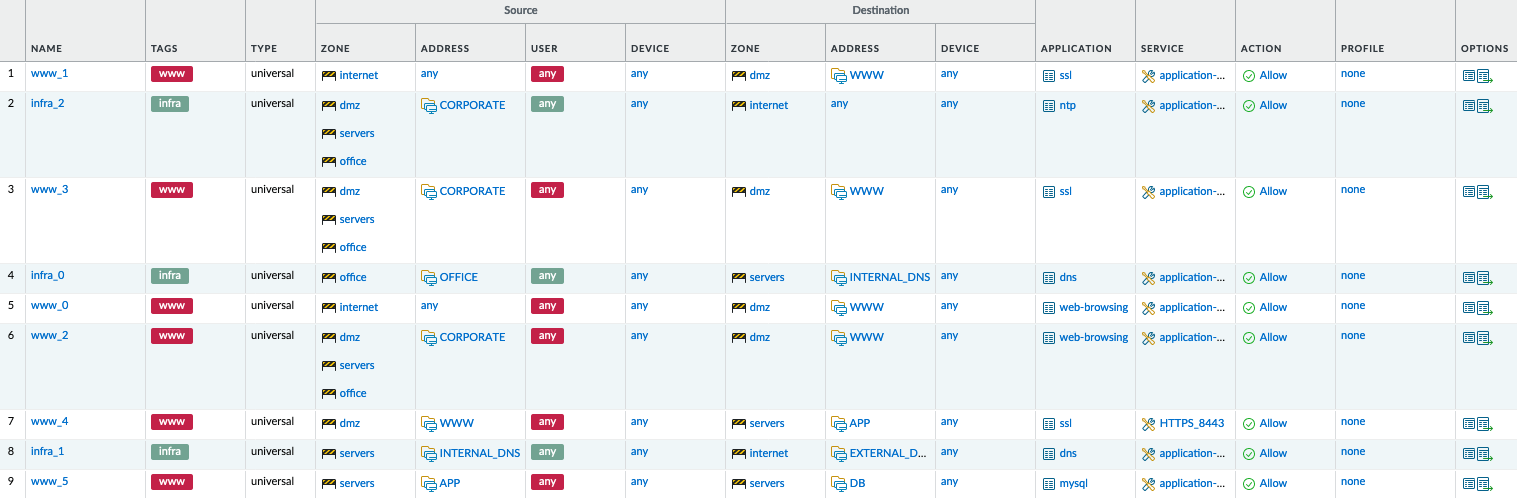 Source Destination
NAME TAGS TYPE ZONE ADDRESS USER DEVICE ZONE ADDRESS DEVICE APPLICATION SERVICE ACTION PROFILE OPTIONS
1 www_1 www universal internet any any any dmz WWW any ssl application-... Allow none
2 infra_2 infra universal dmz CORPORATE any any internet any any ntp application-... Allow none
servers
office
3 www_3 www universal dmz CORPORATE any any dmz WWW any ssl application-... Allow none
servers
office
4 infra_0 infra universal office OFFICE any any servers INTERNAL_DNS any dns application-... Allow none
5 www_0 www universal internet any any any dmz WWW any web-browsing application-... Allow none
6 www_2 www universal dmz CORPORATE any any dmz WWW any web-browsing application-... Allow none
servers
office
7 www_4 www universal dmz WWW any any servers APP any ssl HTTPS_8443 Allow none
8 infra_1 infra universal servers INTERNAL_DNS any any internet EXTERNAL_D... any dns application-... Allow none
9 www_5 www universal servers APP any any servers DB any mysql application-... Allow none